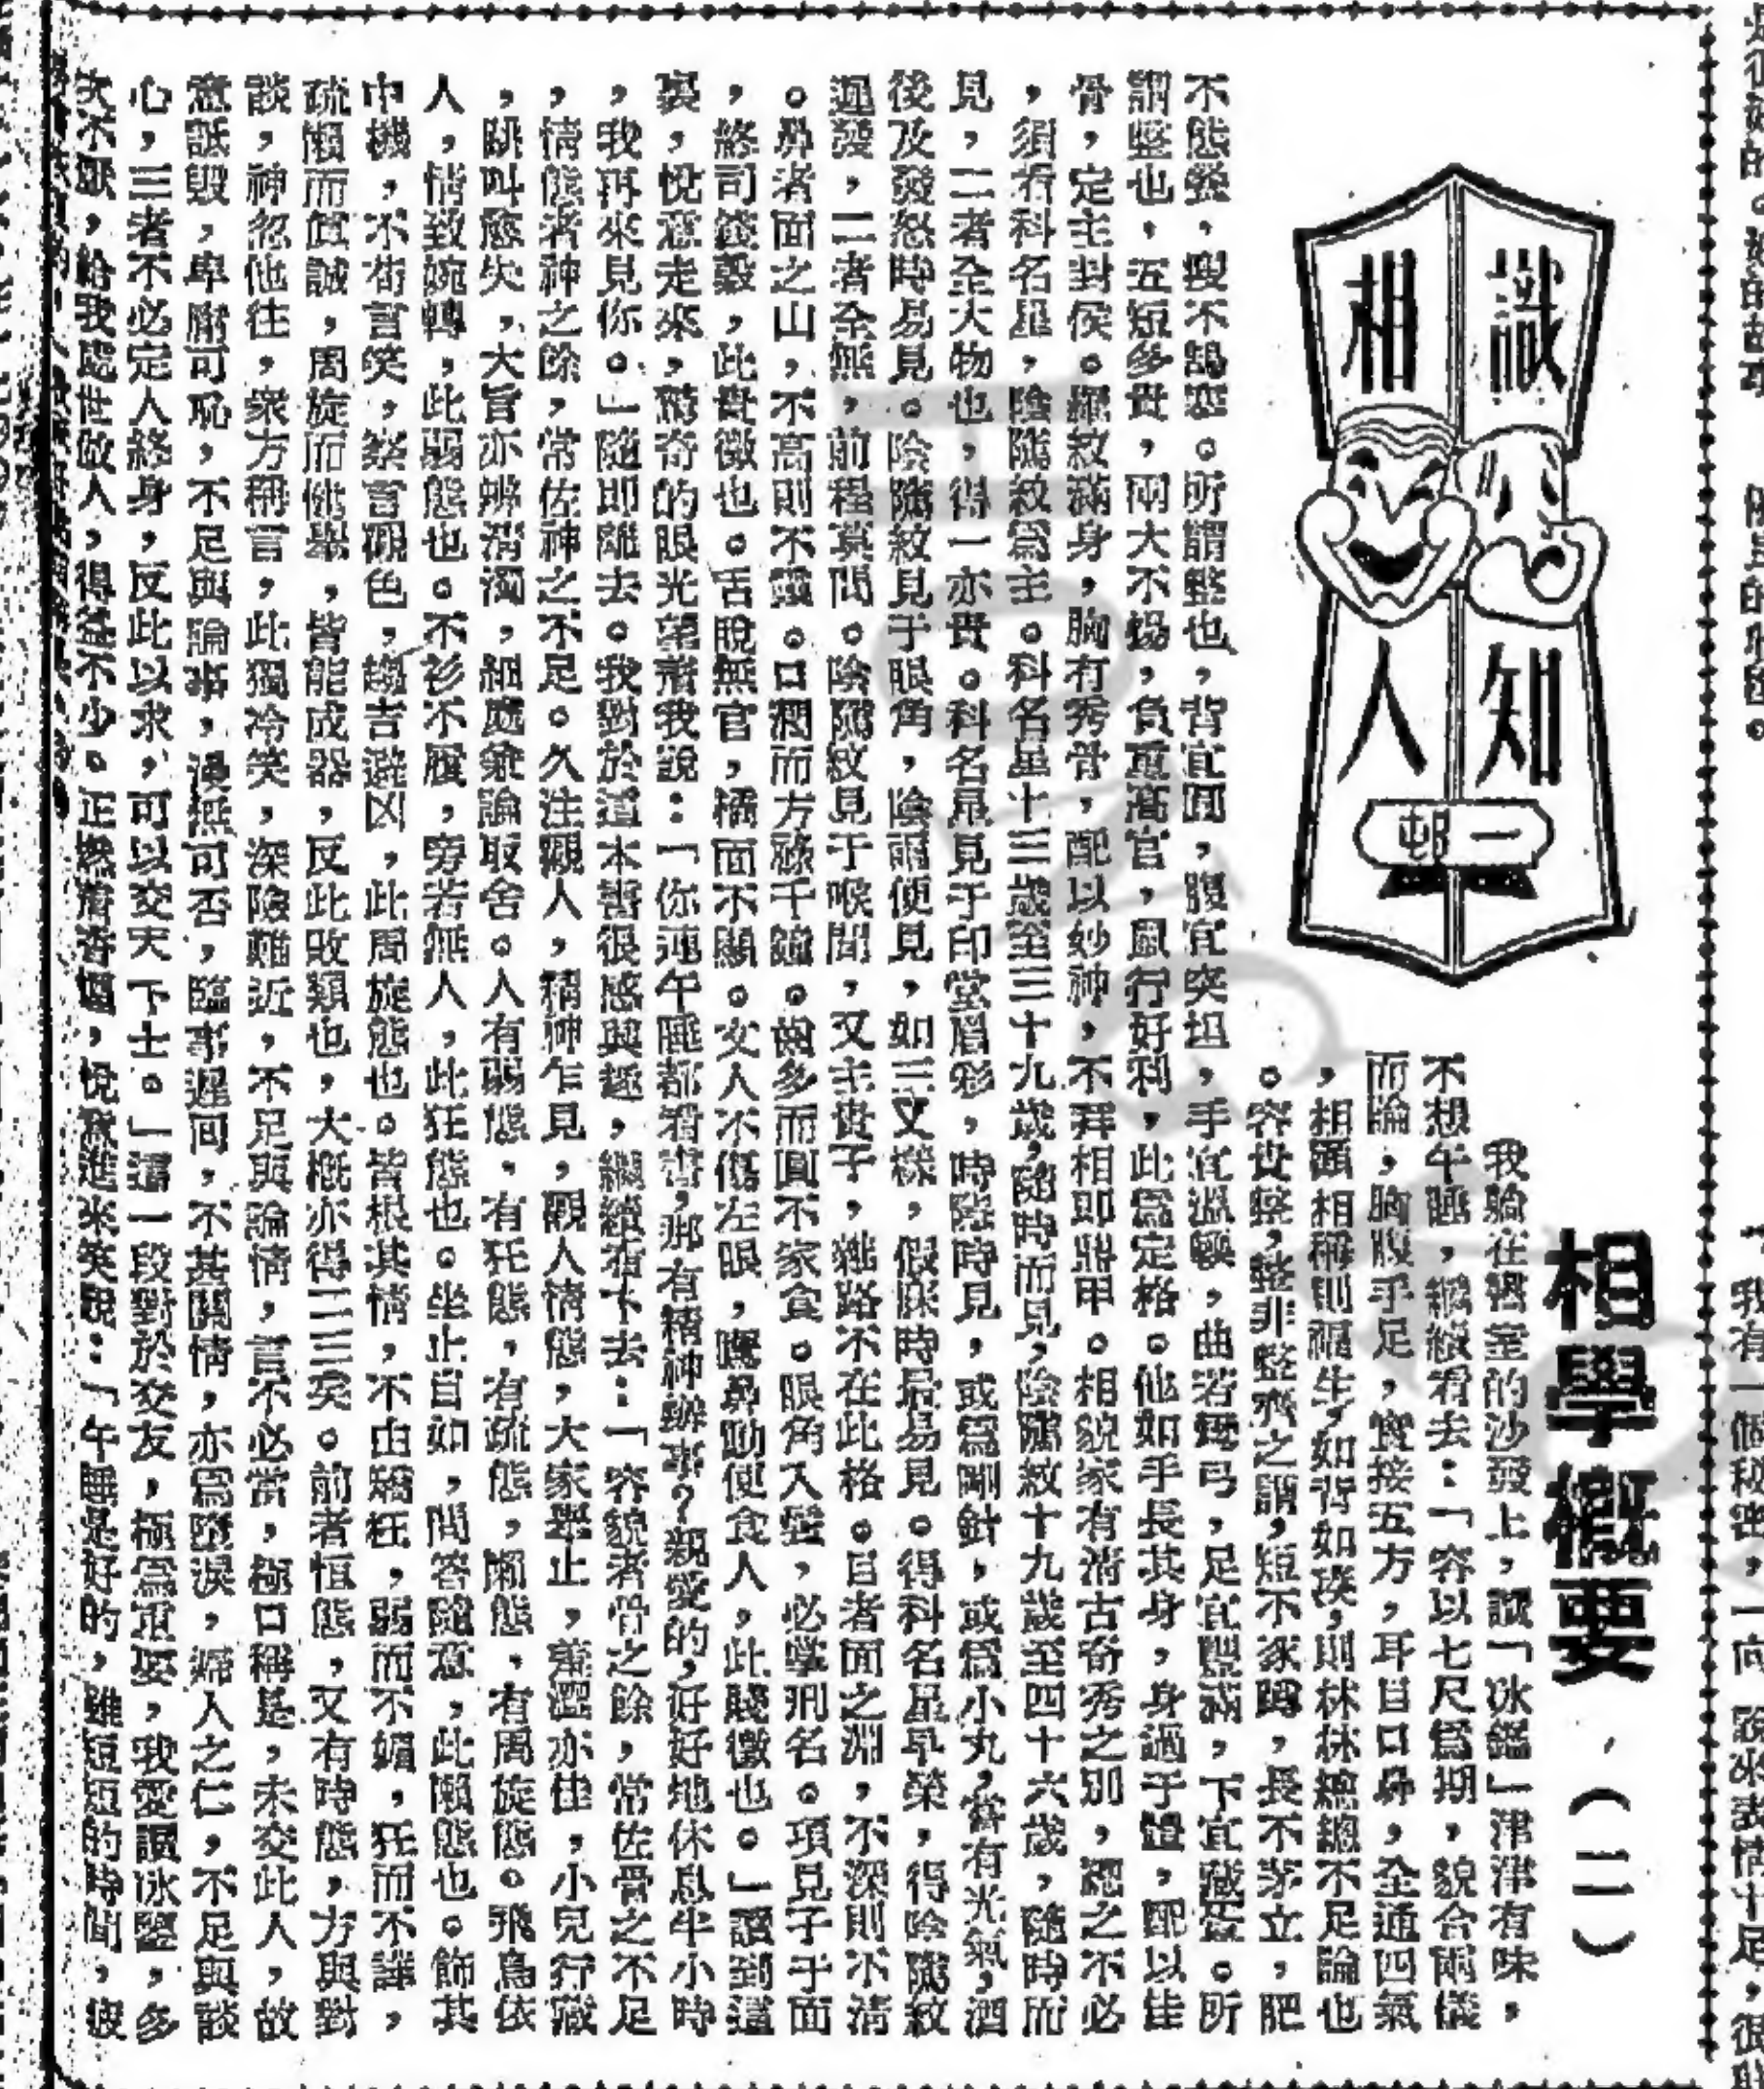 識相
知人
一邨
相學概要（二）
我躺在寢室的沙發上，讀「冰鑑」津津有味，
不想午睡，繼續看去：「容以七尺爲期，貌合兩儀
而論，胸腹手足，實接五方，耳目口鼻，全通四氣
，相顧相稱則福生，如背如湊，則林林總總不足論也
。容貴整，整非整齊之謂，短不豕蹲，長不茅立，肥
不熊餐，瘦不鵲寒。所謂整也，背宜圓，腹宜突坦，手宜溫輭，曲若彎弓，足宜豐滿，下宜藏蛋。所
謂整也，五短多貴，兩大不揚，負重高官，鼠行好利，此爲定格。他如手長其身，身過于體，配以佳
骨，定主封侯。羅紋滿身，胸有秀骨，配以妙神，不拜相即鼎甲。相貌家有清古奇秀之別，總之不必
，須看科名星，陰隲紋爲主。科名星十三歲至三十九歲，隨時而見，陰隲紋十九歲至四十六歲，隨時而
見，二者全大物也，得一亦貴。科名星見于印堂眉彩，時隱時見，或爲剛針，或爲小丸，嘗有光氣，酒
後及發怒時易見。陰隲紋見于眼角，陰雨便見，如三叉樣，假寐時最易見。得科名星早榮，得陰隲紋
遲發，二者全無，前程莫問。陰隲紋見于喉間，又主貴子，雜路不在此格。目者面之淵，不深則不清
。鼻者面之山，不高則不靈。口濶而方祿千鐘。齒多而圓不家食。眼角入鬢，必掌刑名。項見于面
，終司錢穀，此貴徵也。舌脫無官，橘面不顯。文人不傷左眼，鷹鼻動便食人，此賤徵也。」讀到這
裏，悅意走來，驚奇的眼光望着我說：「你連午睡都看書，那有精神辦事？親愛的，好好地休息半小時
，我再來見你。」隨即離去。我對於這本書很感興趣，繼續看下去：「容貌者骨之餘，常佐骨之不足
，情態者神之餘，常佐神之不足。久注觀人，精神乍見，觀人情態，大家舉止，羞澀亦佳，小兒行藏
，跳叫愈失，大旨亦辨清濁，細處兼論取舍。人有弱態，有狂態，有疏態，懶態，有周旋態。飛鳥依
人，情致婉轉，此弱態也。不衫不履，旁若無人，此狂態也。坐止自如，問答隨意，此懶態也。飾其
中機，不苟言笑，察言觀色，趨吉避凶，此周旋態也。皆根其情，不由矯枉，弱而不媚，狂而不譁，
疏懶而眞誠，周旋而健舉，皆能成器，反此敗類也，大槪亦得二三矣。前者恒態，又有時態，方與對
談，神忽他往，衆方稱言，此獨冷笑，深險難近，不足與論情，言不必當，極口稱是，未交此人，故
意詆毀，卑庸可恥，不足與論事，漫無可否，臨事遲回，不甚關情，亦爲墮淚，婦人之仁，不足與談
心，三者不必定人終身，反此以求，可以交天下士。」這一段對於交友，極爲重要，我愛讀冰鑒，多
次不厭，給我處世做人，得益不少。正燃着香烟，悅意進來笑說：「午睡是好的，雖短短的時間，疲